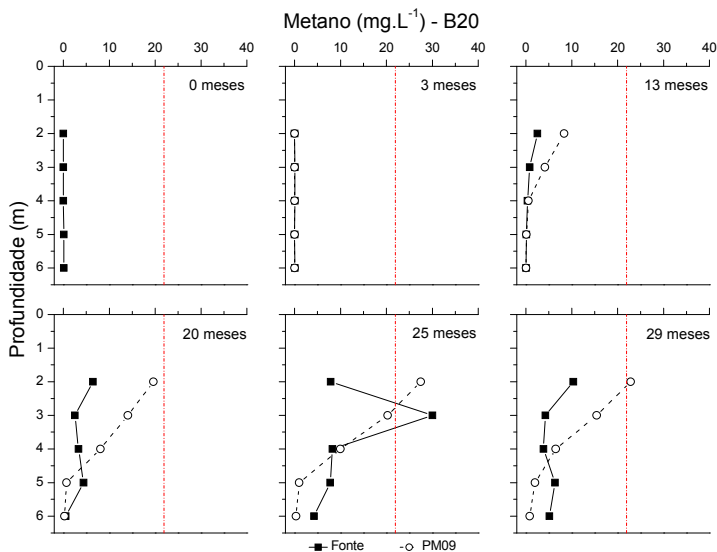 Metano (mg.L⁻¹) - B20
0 10 20 30 40
0 10 20 30 40
0 10 20 30 40
Profundidade (m)
0
1
2
3
4
5
6
0 meses
3 meses
13 meses
0
1
2
3
4
5
6
20 meses
25 meses
29 meses
Fonte
PM09